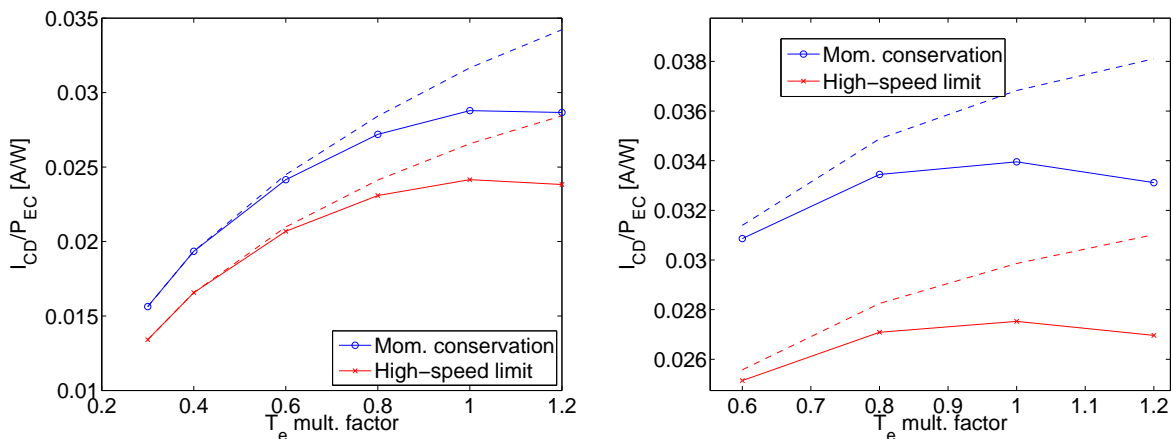 0.035
0.03
0.025
0.02
0.015
0.01
I_CD/P_EC [A/W]
0.2 0.4 0.6 0.8 1 1.2
T_e mult. factor
Mom. conservation
High−speed limit
0.038
0.036
0.034
0.032
0.03
0.028
0.026
I_CD/P_EC [A/W]
0.6 0.7 0.8 0.9 1 1.1 1.2
T_e mult. factor
Mom. conservation
High−speed limit